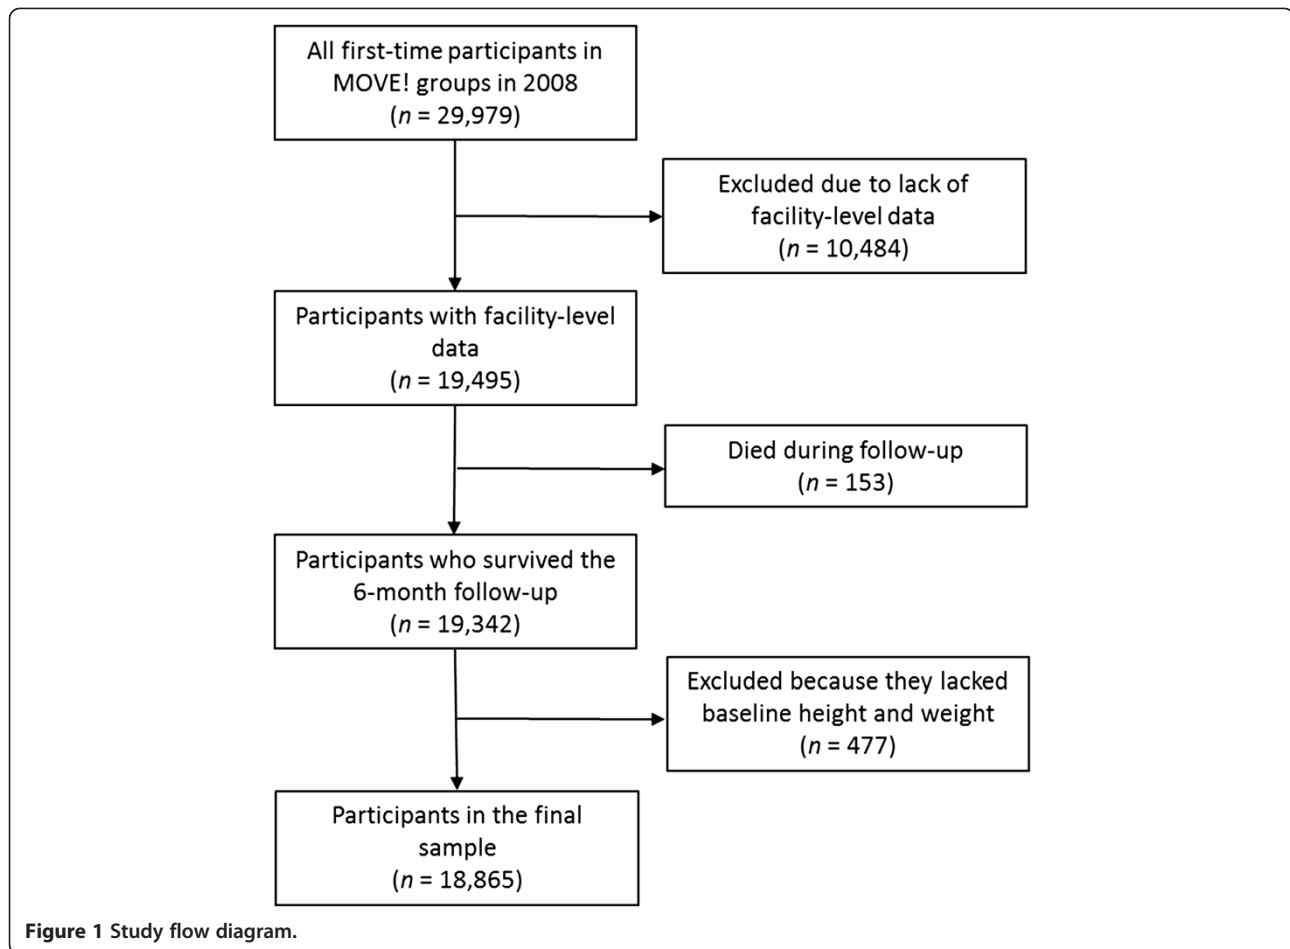 All first-time participants in
MOVE! groups in 2008
(n = 29,979)
Excluded due to lack of
facility-level data
(n = 10,484)
Participants with facility-level
data
(n = 19,495)
Died during follow-up
(n = 153)
Participants who survived the
6-month follow-up
(n = 19,342)
Excluded because they lacked
baseline height and weight
(n = 477)
Participants in the final
sample
(n = 18,865)
Figure 1 Study flow diagram.